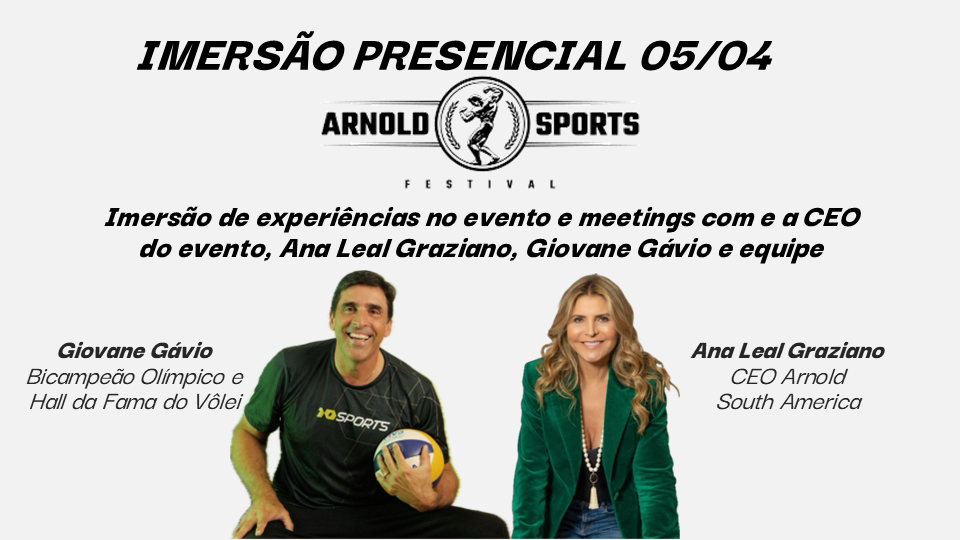 IMERSÃO PRESENCIAL 05/04
ARNOLD SPORTS
FESTIVAL
Imersão de experiências no evento e meetings com e a CEO
do evento, Ana Leal Graziano, Giovane Gávio e equipe
Giovane Gávio
Bicampeão Olímpico e
Hall da Fama do Vôlei
Ana Leal Graziano
CEO Arnold
South America
SPORTS